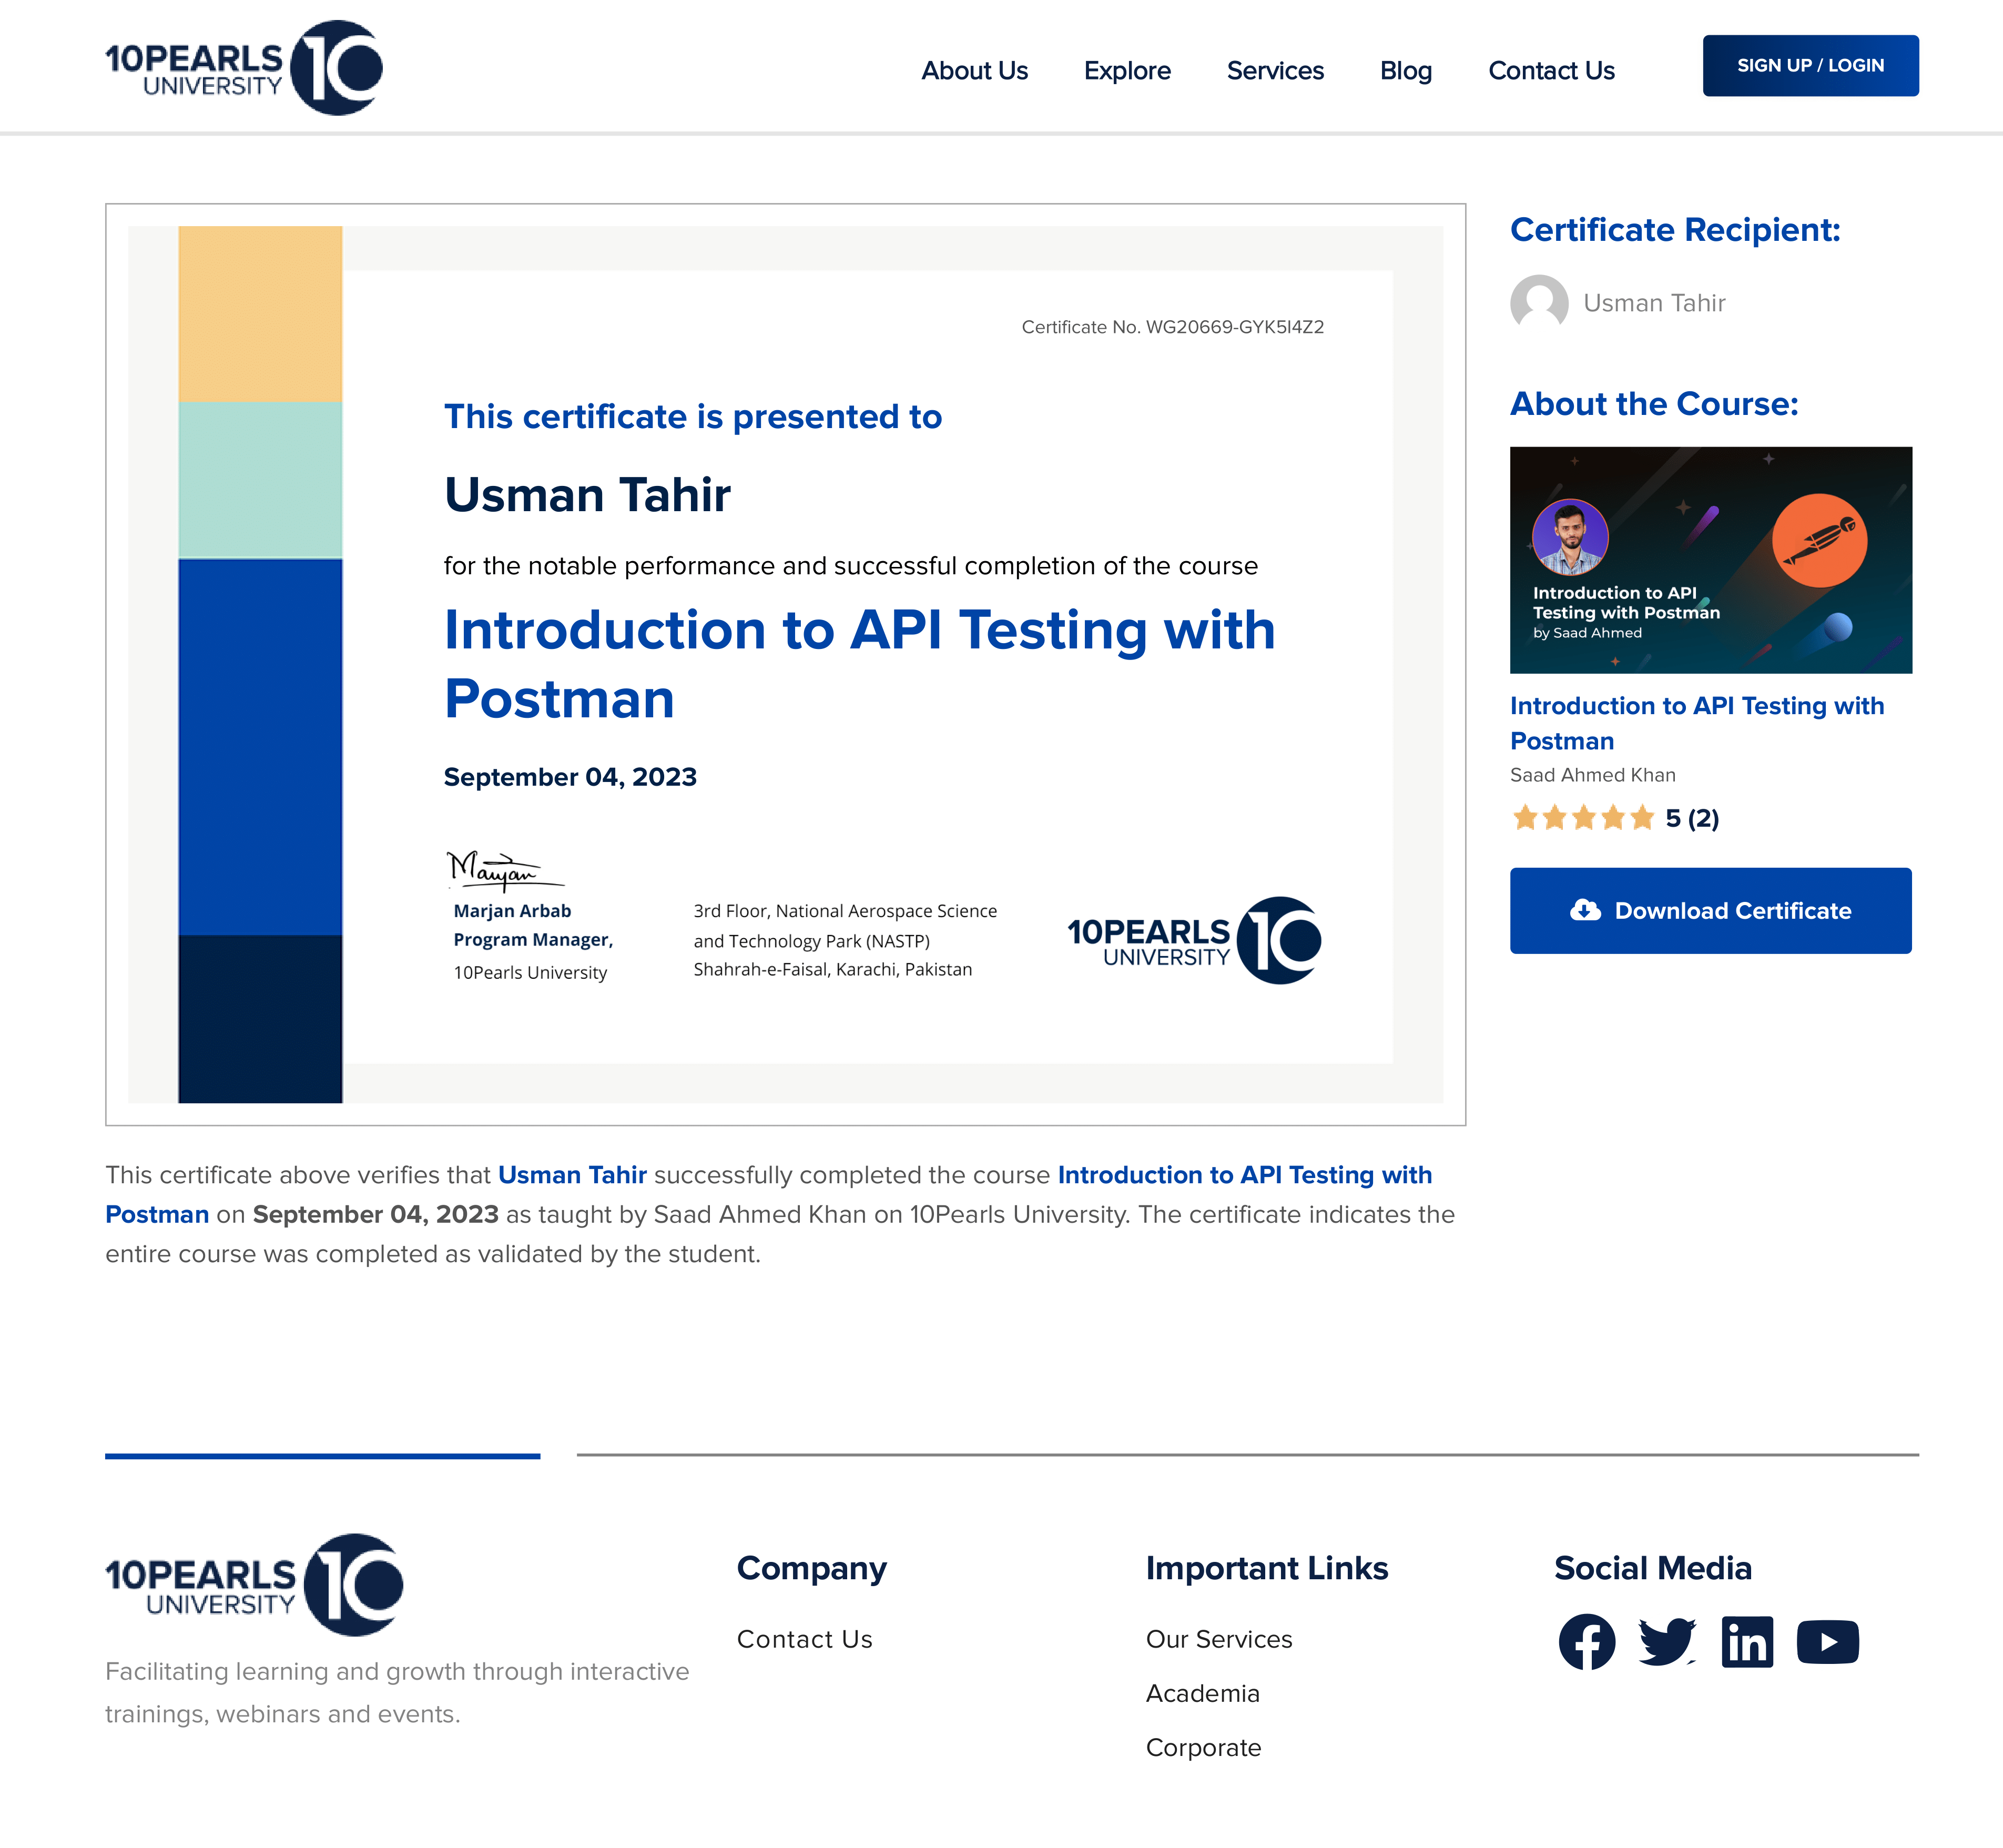 10PEARLS
UNIVERSITY
10
About Us
Explore
Services
Blog
Contact Us
SIGN UP / LOGIN
Certificate No. WG20669-GYK5I4Z2
This certificate is presented to
Usman Tahir
for the notable performance and successful completion of the course
Introduction to API Testing with
Postman
September 04, 2023
Marjan
Marjan Arbab
Program Manager,
10Pearls University
3rd Floor, National Aerospace Science
and Technology Park (NASTP)
Shahrah-e-Faisal, Karachi, Pakistan
10PEARLS
UNIVERSITY
10
Certificate Recipient:
Usman Tahir
About the Course:
Introduction to API
Testing with Postman
by Saad Ahmed
Introduction to API Testing with
Postman
Saad Ahmed Khan
5 (2)
Download Certificate
This certificate above verifies that Usman Tahir successfully completed the course Introduction to API Testing with
Postman on September 04, 2023 as taught by Saad Ahmed Khan on 10Pearls University. The certificate indicates the
entire course was completed as validated by the student.
10PEARLS
UNIVERSITY
10
Facilitating learning and growth through interactive
trainings, webinars and events.
Company
Contact Us
Important Links
Our Services
Academia
Corporate
Social Media